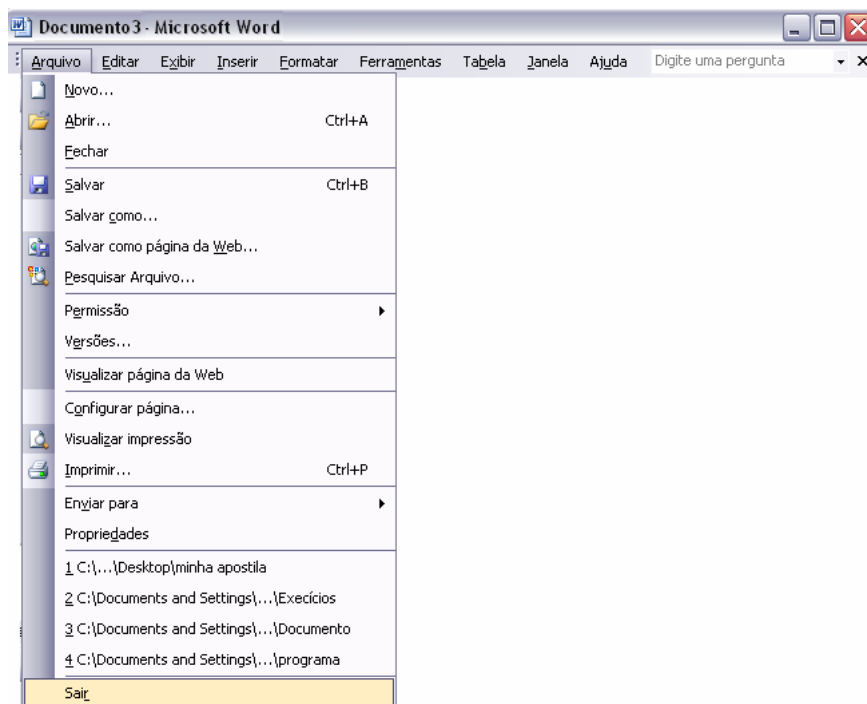 Documento3 - Microsoft Word
Arquivo Editar Exibir Inserir Formatar Ferramentas Tabela Janela Ajuda Digite uma pergunta
Novo...
Abrir... Ctrl+A
Fechar
Salvar Ctrl+B
Salvar como...
Salvar como página da Web...
Pesquisar Arquivo...
Permissão
Versões...
Visualizar página da Web
Configurar página...
Visualizar impressão
Imprimir... Ctrl+P
Enviar para
Propriedades
1 C:\...\Desktop\minha apostila
2 C:\Documents and Settings\...\Execícios
3 C:\Documents and Settings\...\Documento
4 C:\Documents and Settings\...\programa
Sair